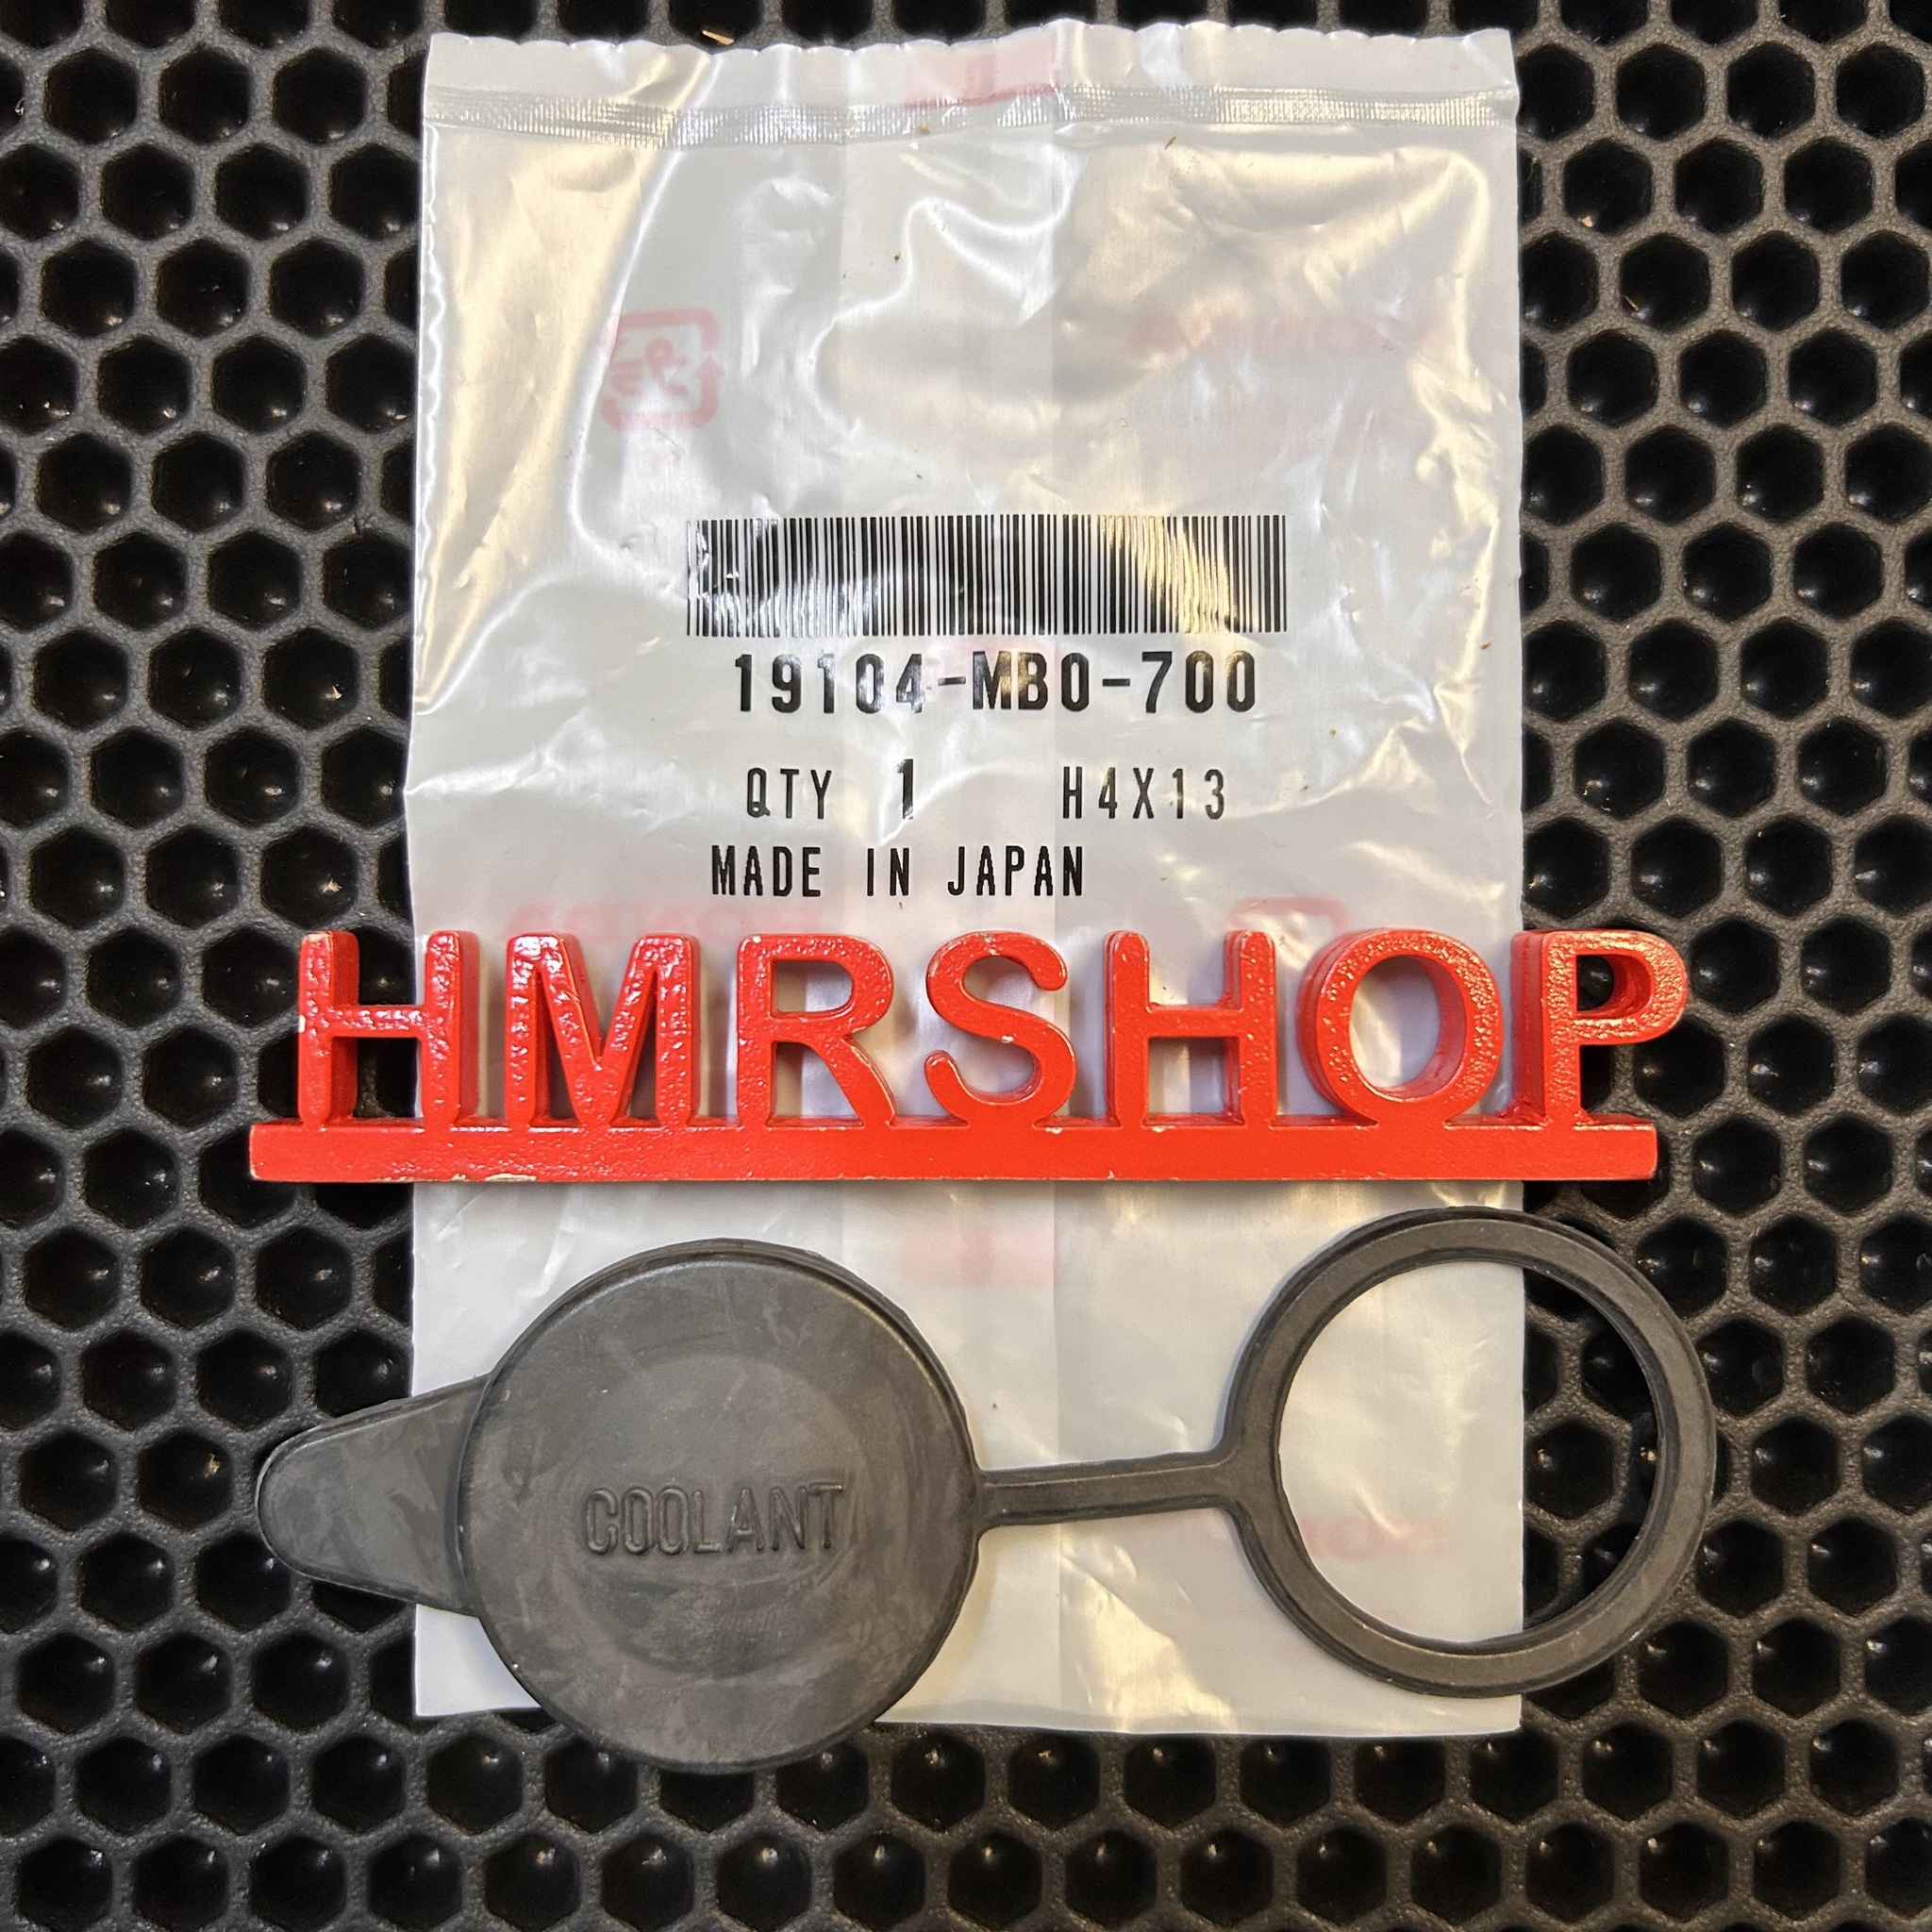 19104-MB0-700
QTY 1 H4X13
MADE IN JAPAN
HMRSHOP
COOLANT